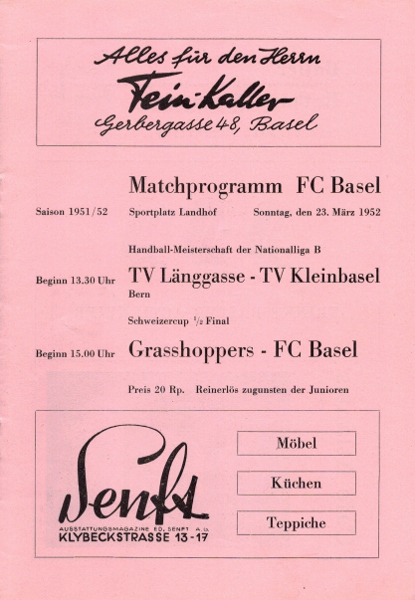 Alles für den Herrn
Fein-Kaller
Gerbergasse 48, Basel
Matchprogramm FC Basel
Saison 1951/52 Sportplatz Landhof Sonntag, den 23. März 1952
Handball-Meisterschaft der Nationalliga B
Beginn 13.30 Uhr TV Länggasse - TV Kleinbasel
Bern
Schweizercup ½ Final
Beginn 15.00 Uhr Grasshoppers - FC Basel
Preis 20 Rp. Reinerlös zugunsten der Junioren
Senft
AUSSTATTUNGSMAGAZINE ED. SENFT A.G.
KLYBECKSTRASSE 13-17
Möbel
Küchen
Teppiche